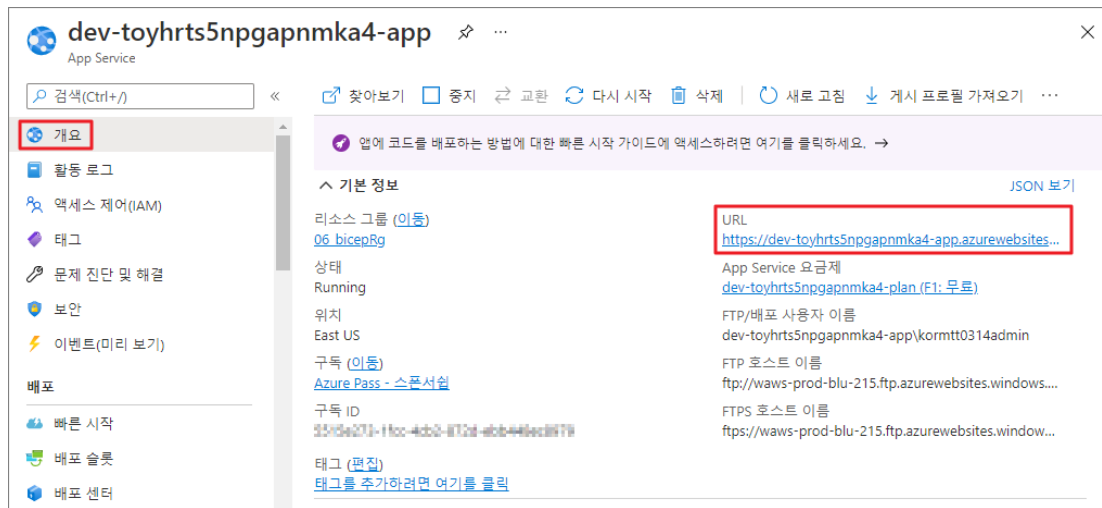 dev-toyhrts5npgapnmka4-app ...
App Service
검색(Ctrl+/)
«
찾아보기 중지 교환 다시 시작 삭제 새로 고침 게시 프로필 가져오기 ...
개요
활동 로그
액세스 제어(IAM)
태그
문제 진단 및 해결
보안
이벤트(미리 보기)
배포
빠른 시작
배포 슬롯
배포 센터
앱에 코드를 배포하는 방법에 대한 빠른 시작 가이드에 액세스하려면 여기를 클릭하세요. →
기본 정보
JSON 보기
리소스 그룹 (이동)
06_bicepRg
상태
Running
위치
East US
구독 (이동)
Azure Pass - 스폰서쉽
구독 ID
태그 (편집)
태그를 추가하려면 여기를 클릭
URL
https://dev-toyhrts5npgapnmka4-app.azurewebsites...
App Service 요금제
dev-toyhrts5npgapnmka4-plan (F1: 무료)
FTP/배포 사용자 이름
dev-toyhrts5npgapnmka4-app\kormtt0314admin
FTP 호스트 이름
ftp://waws-prod-blu-215.ftp.azurewebsites.windows....
FTPS 호스트 이름
ftps://waws-prod-blu-215.ftp.azurewebsites.window...